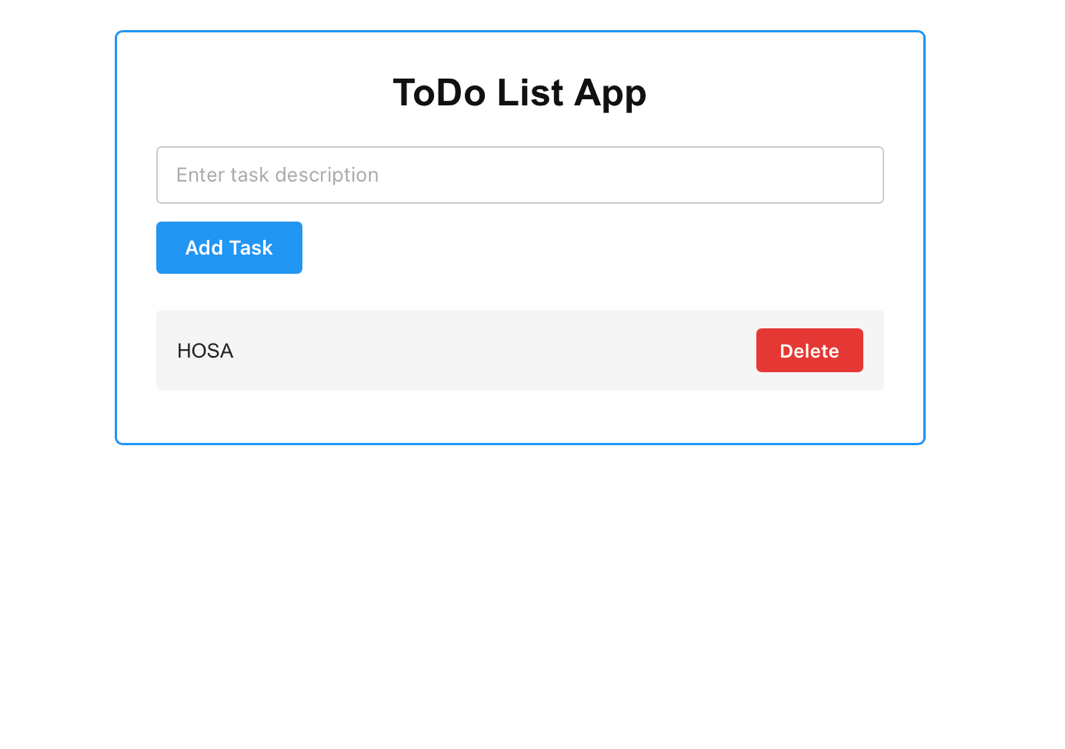 ToDo List App
Enter task description
Add Task
HOSA
Delete